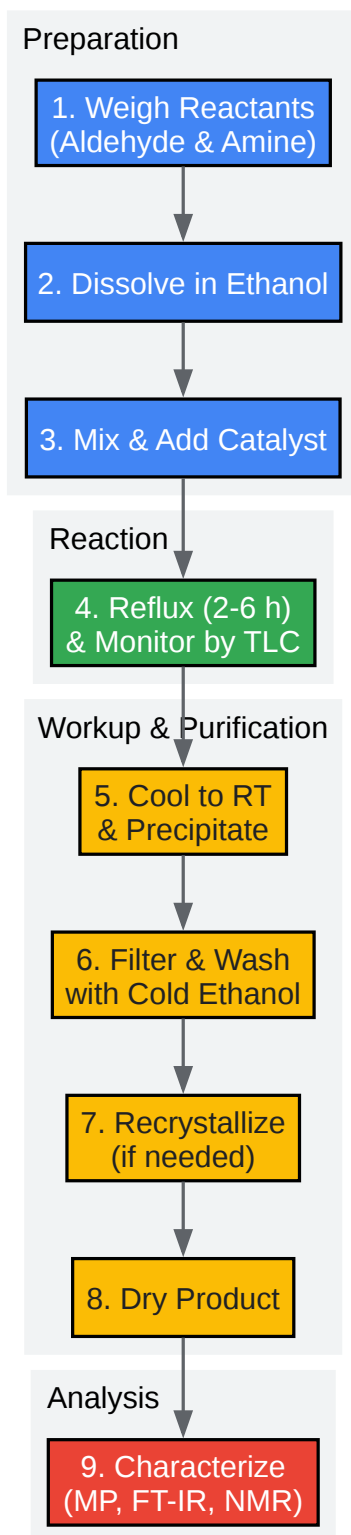 Preparation
1. Weigh Reactants
(Aldehyde & Amine)
2. Dissolve in Ethanol
3. Mix & Add Catalyst
Reaction
4. Reflux (2-6 h)
& Monitor by TLC
Workup & Purification
5. Cool to RT
& Precipitate
6. Filter & Wash
with Cold Ethanol
7. Recrystallize
(if needed)
8. Dry Product
Analysis
9. Characterize
(MP, FT-IR, NMR)